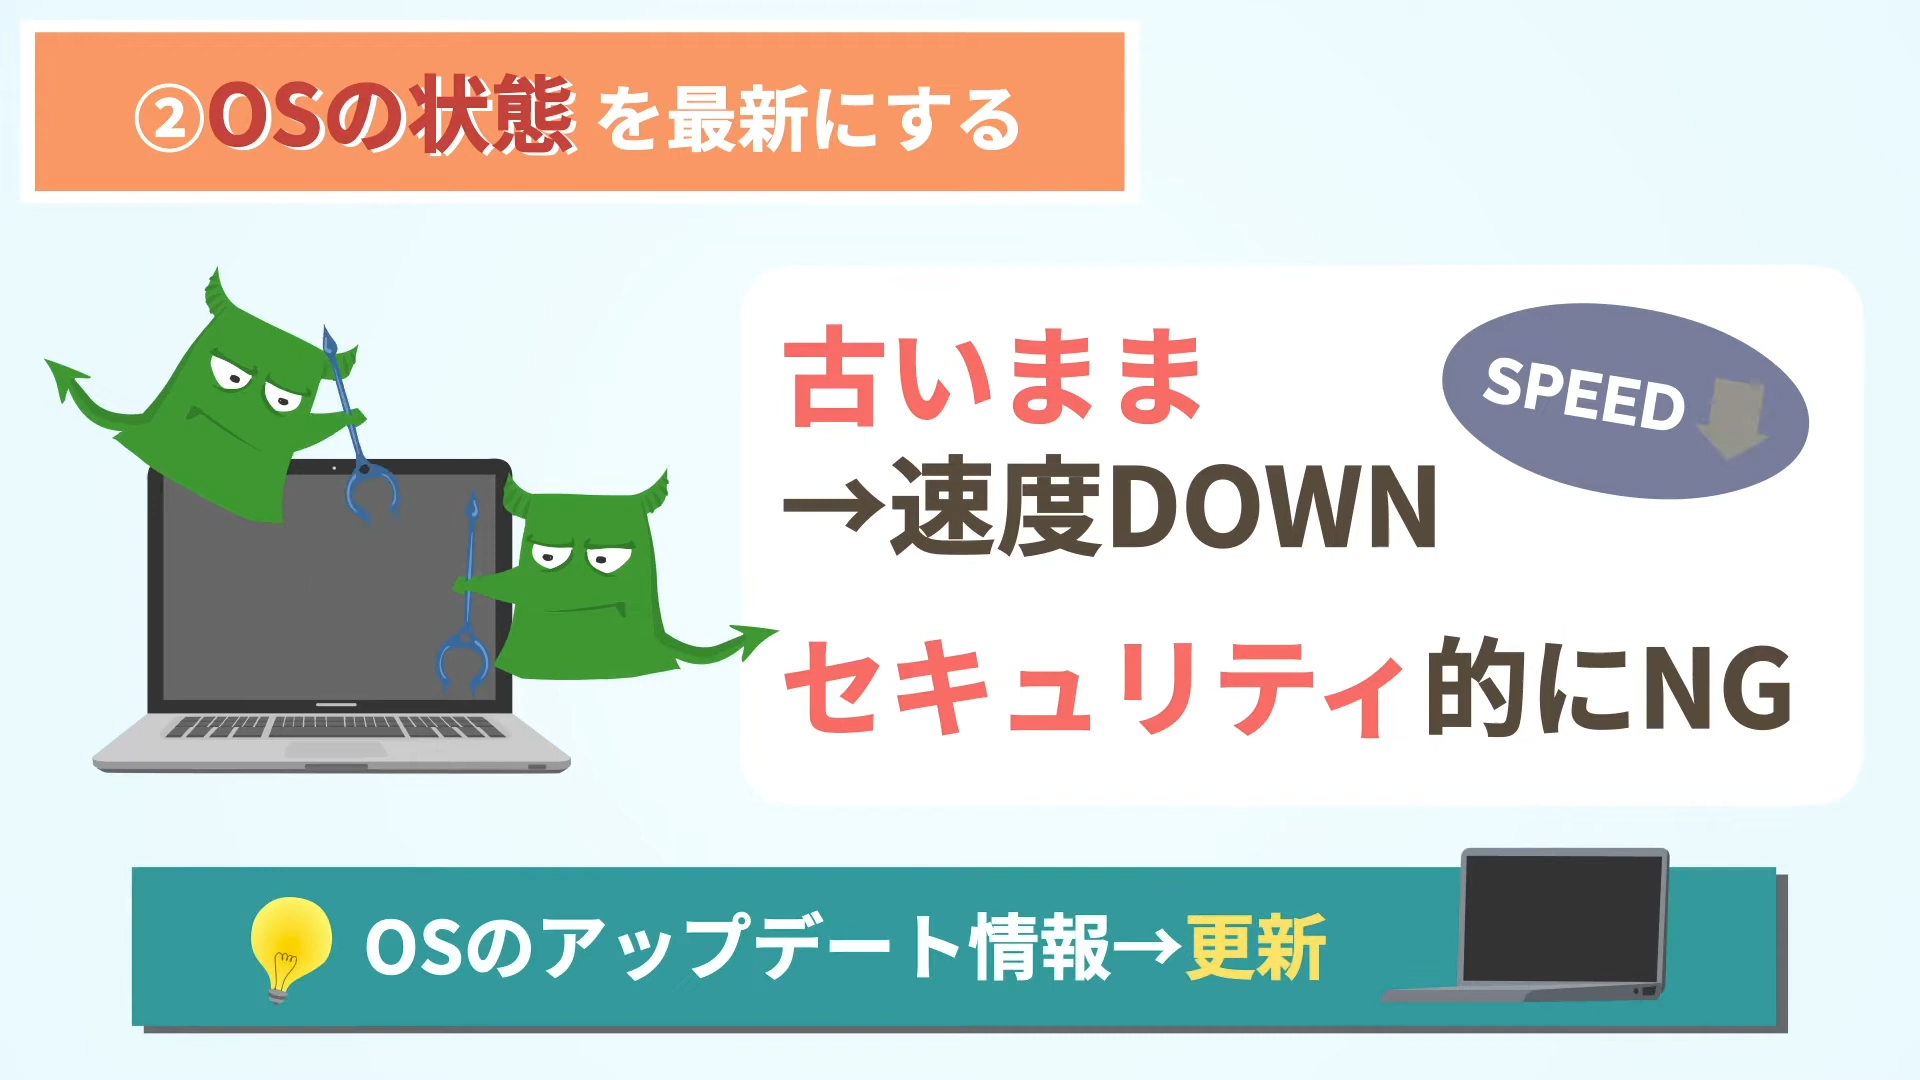 ②OSの状態 を最新にする
古いまま
SPEED
→速度DOWN
セキュリティ的にNG
OSのアップデート情報→更新